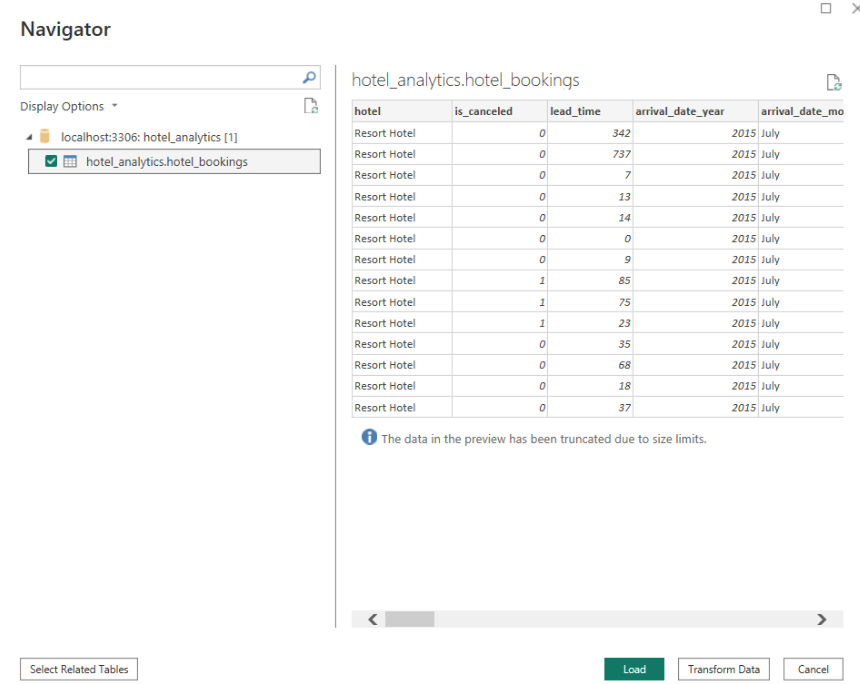 Navigator
Display Options
localhost:3306: hotel_analytics [1]
hotel_analytics.hotel_bookings
hotel_analytics.hotel_bookings
hotel is_canceled lead_time arrival_date_year arrival_date_mo
Resort Hotel 0 342 2015 July
Resort Hotel 0 737 2015 July
Resort Hotel 0 7 2015 July
Resort Hotel 0 13 2015 July
Resort Hotel 0 14 2015 July
Resort Hotel 0 0 2015 July
Resort Hotel 0 9 2015 July
Resort Hotel 1 85 2015 July
Resort Hotel 1 75 2015 July
Resort Hotel 1 23 2015 July
Resort Hotel 0 35 2015 July
Resort Hotel 0 68 2015 July
Resort Hotel 0 18 2015 July
Resort Hotel 0 37 2015 July
The data in the preview has been truncated due to size limits.
Select Related Tables
Load
Transform Data
Cancel